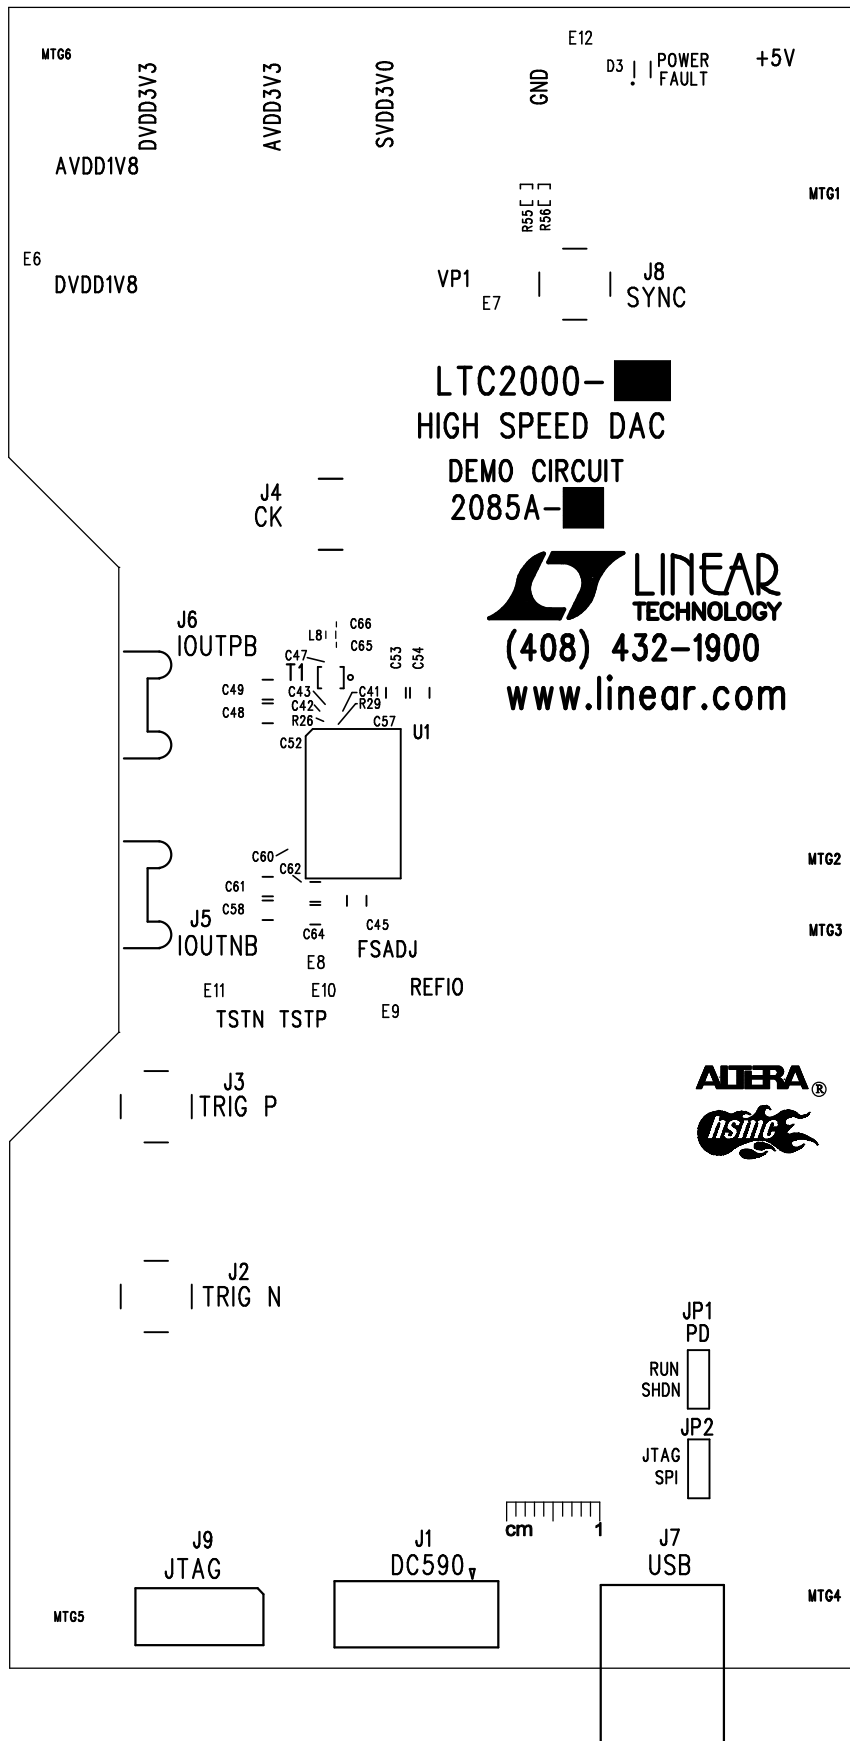 E12
MTG6
D3
POWER
FAULT
+5V
DVDD3V3
AVDD3V3
SVDD3V0
GND
AVDD1V8
MTG1
R55
R56
E6
DVDD1V8
VP1
E7
J8
SYNC
LTC2000-
HIGH SPEED DAC
DEMO CIRCUIT
2085A-
J4
CK
LINEAR
TECHNOLOGY
(408) 432-1900
www.linear.com
J6
IOUTPB
C66
L8
C65
C53
C54
C47
T1
C49
C43
C41
C48
C42
R29
R26
C57
U1
C52
C60
C62
C61
C58
J5
IOUTNB
C64
C45
FSADJ
E8
E11
E10
REFIO
E9
TSTN TSTP
MTG2
MTG3
ALTERA ®
hsmc
J3
TRIG P
J2
TRIG N
JP1
PD
RUN
SHDN
JP2
JTAG
SPI
cm 1
J9
JTAG
J1
DC590
J7
USB
MTG5
MTG4